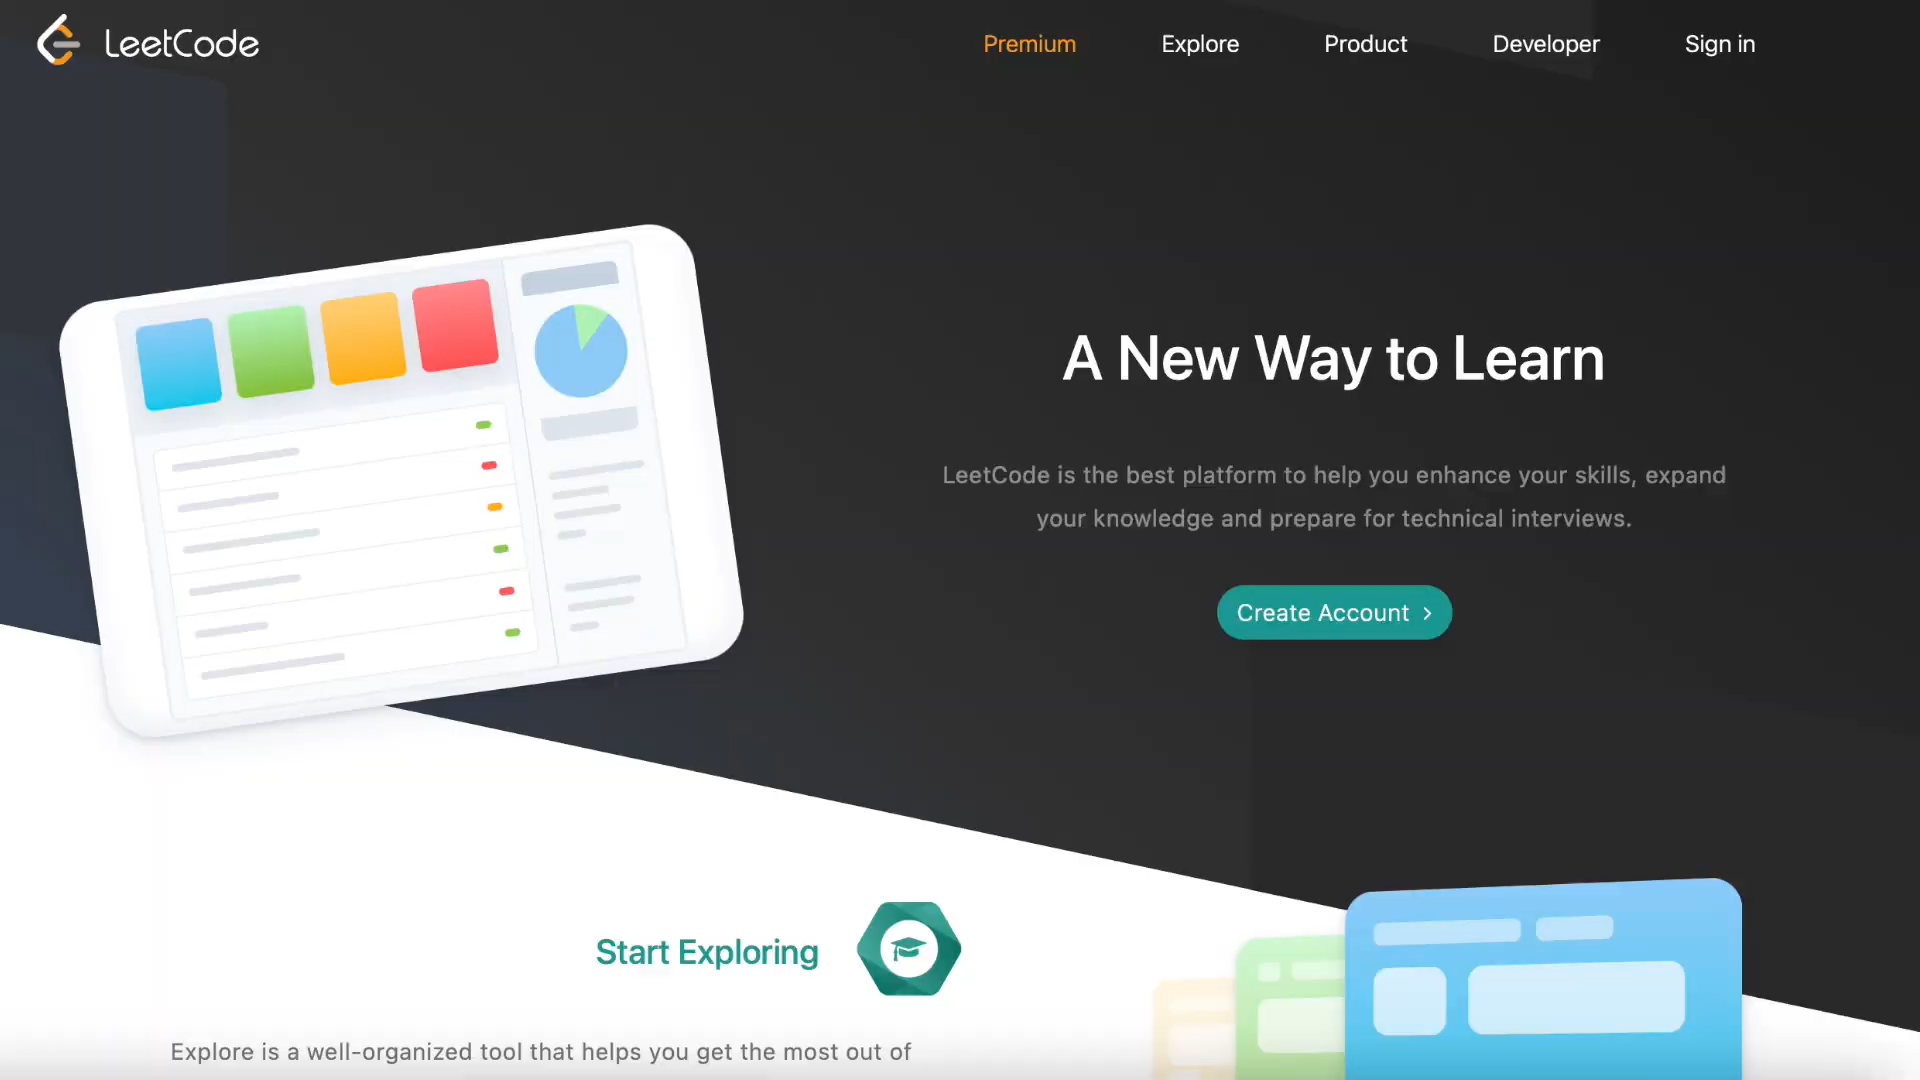 LeetCode
Premium
Explore
Product
Developer
Sign in
A New Way to Learn
LeetCode is the best platform to help you enhance your skills, expand
your knowledge and prepare for technical interviews.
Create Account >
Start Exploring
Explore is a well-organized tool that helps you get the most out of